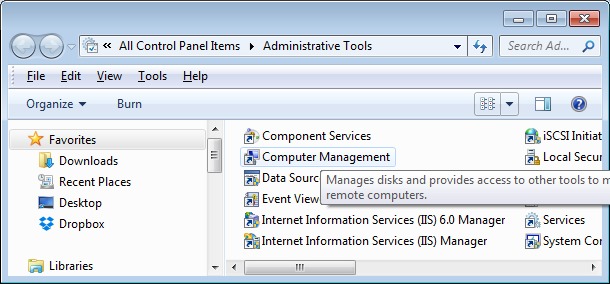 All Control Panel Items Administrative Tools Search Ad...
File Edit View Tools Help
Organize Burn
Favorites
Downloads
Recent Places
Desktop
Dropbox
Libraries
Component Services
Computer Management
Data Sourc
Event View
Internet Information Services (IIS) 6.0 Manager
Internet Information Services (IIS) Manager
Manages disks and provides access to other tools to m
remote computers.
iSCSI Initiat
Local Secur
Services
System Con